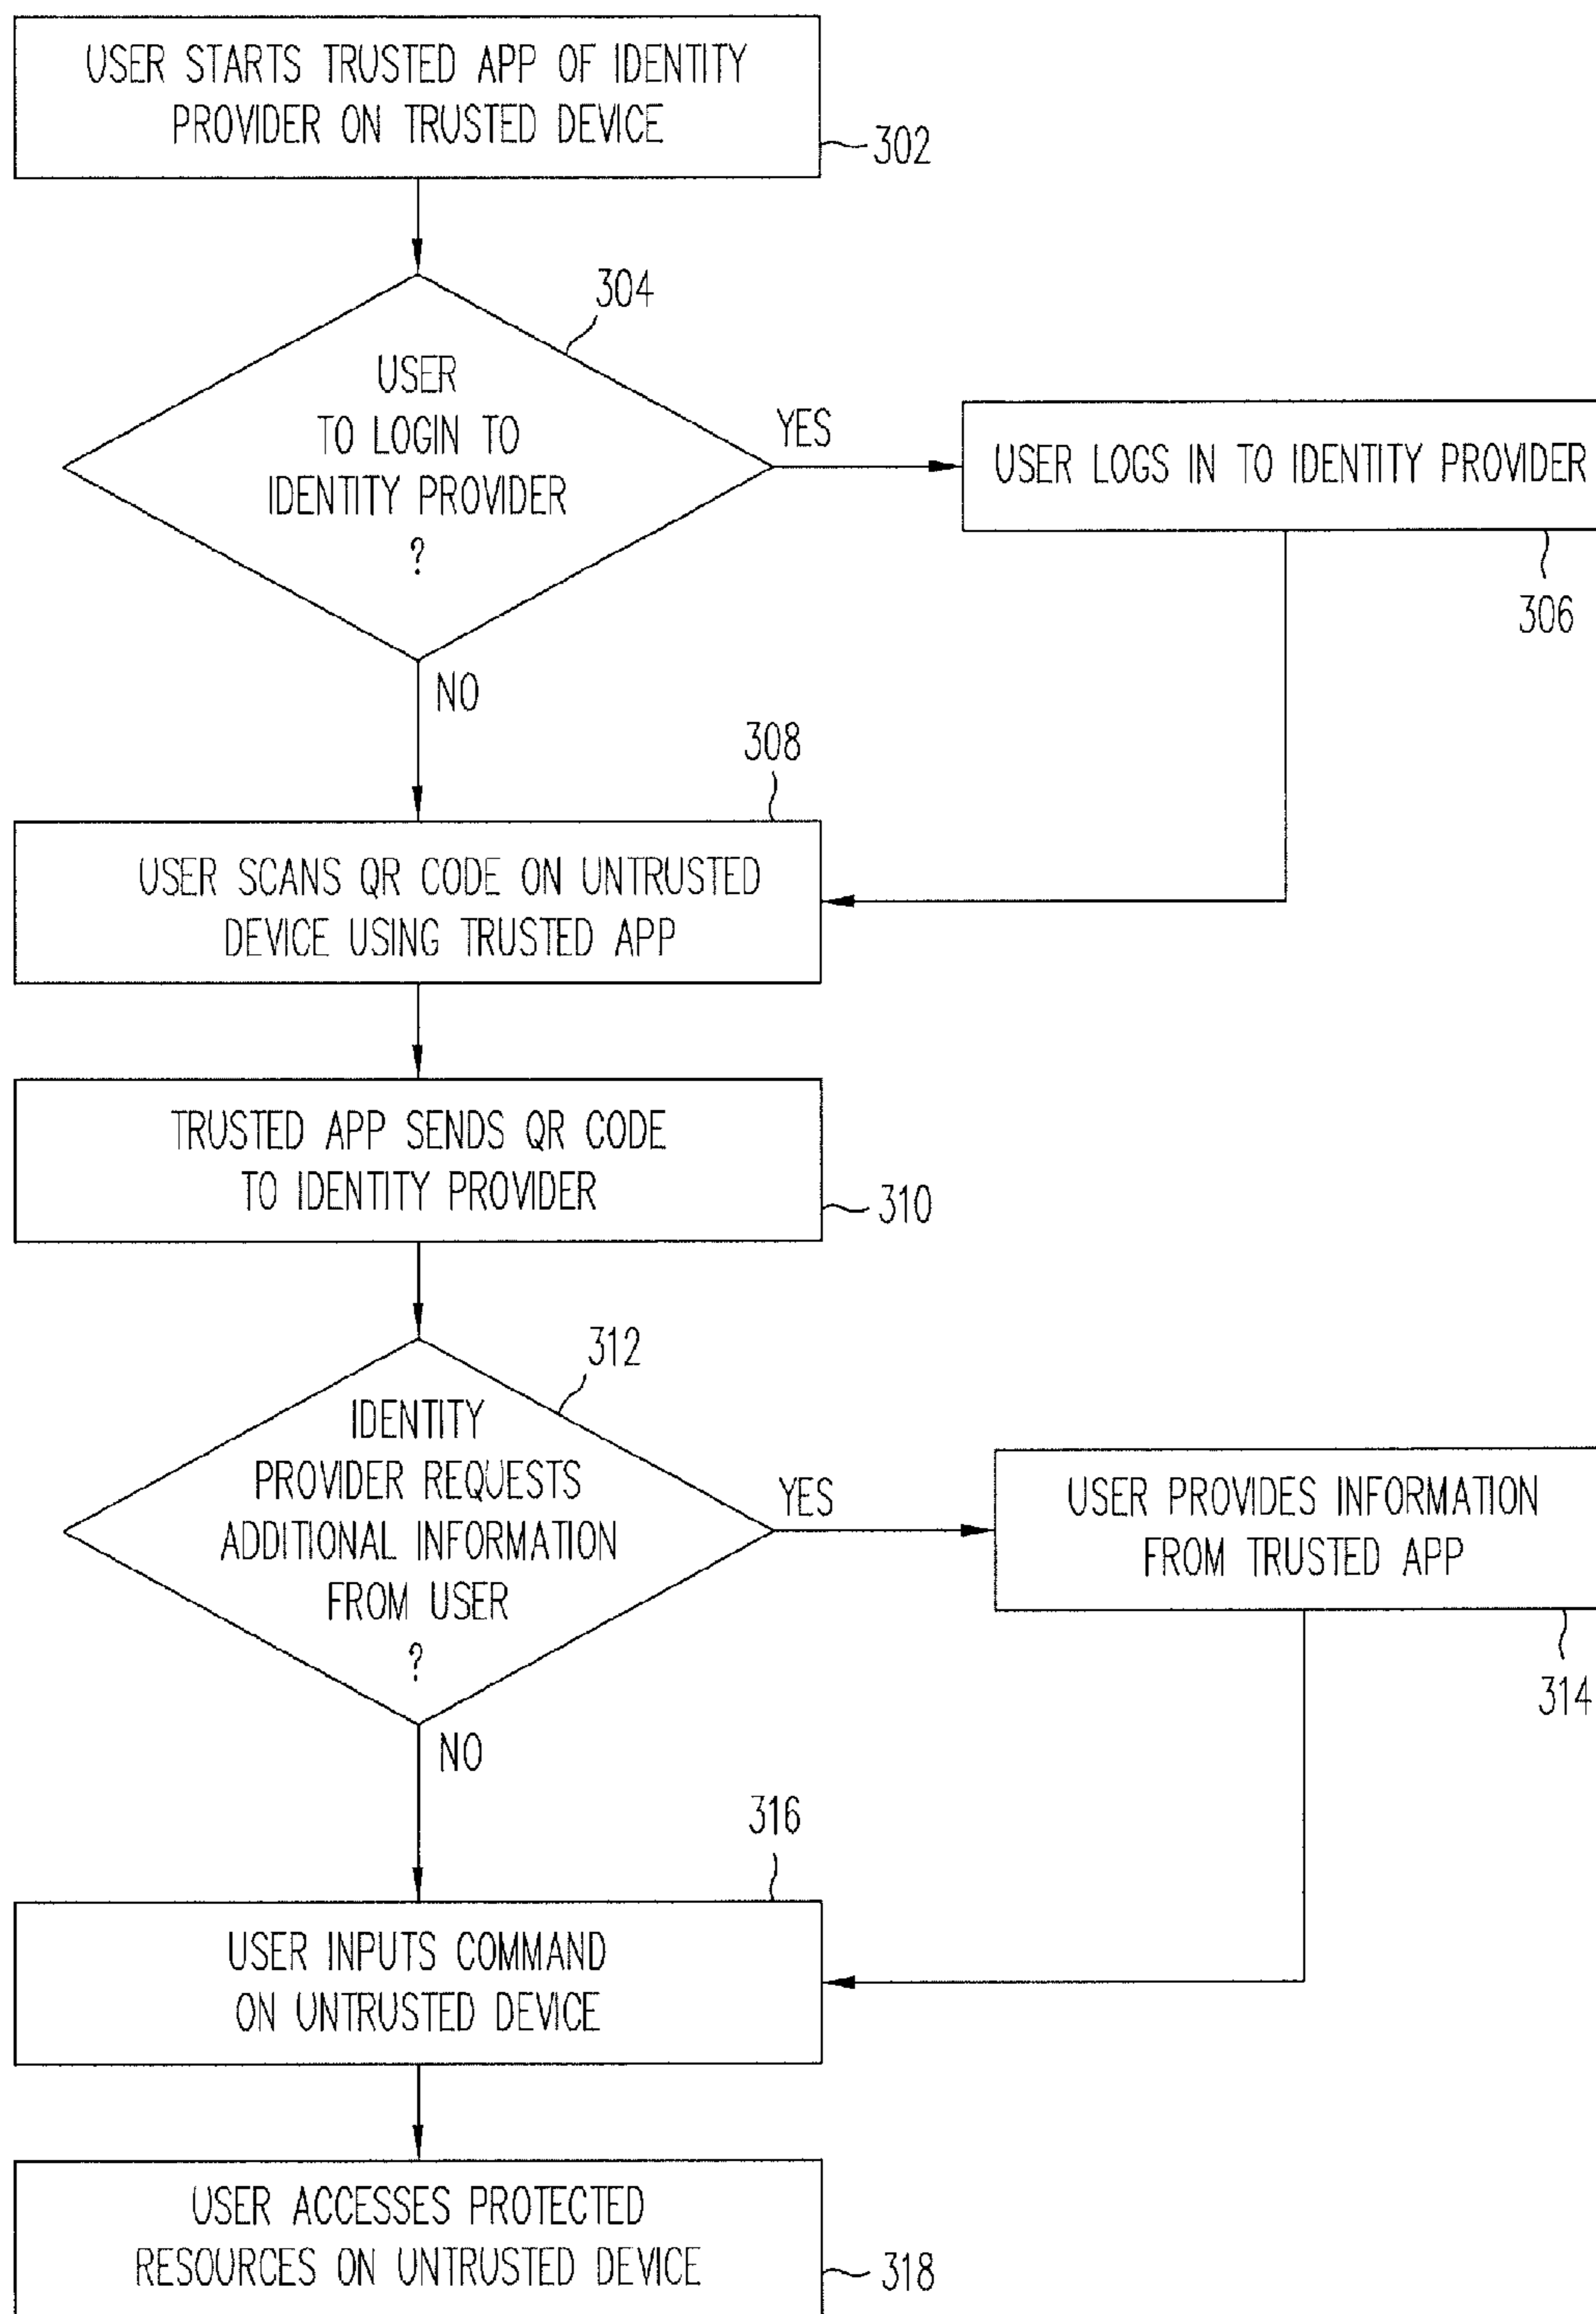 USER STARTS TRUSTED APP OF IDENTITY
PROVIDER ON TRUSTED DEVICE
302
304
USER
TO LOGIN TO
IDENTITY PROVIDER
?
YES
USER LOGS IN TO IDENTITY PROVIDER
306
NO
308
USER SCANS QR CODE ON UNTRUSTED
DEVICE USING TRUSTED APP
TRUSTED APP SENDS QR CODE
TO IDENTITY PROVIDER
310
312
IDENTITY
PROVIDER REQUESTS
ADDITIONAL INFORMATION
FROM USER
?
YES
USER PROVIDES INFORMATION
FROM TRUSTED APP
314
NO
316
USER INPUTS COMMAND
ON UNTRUSTED DEVICE
USER ACCESSES PROTECTED
RESOURCES ON UNTRUSTED DEVICE
318